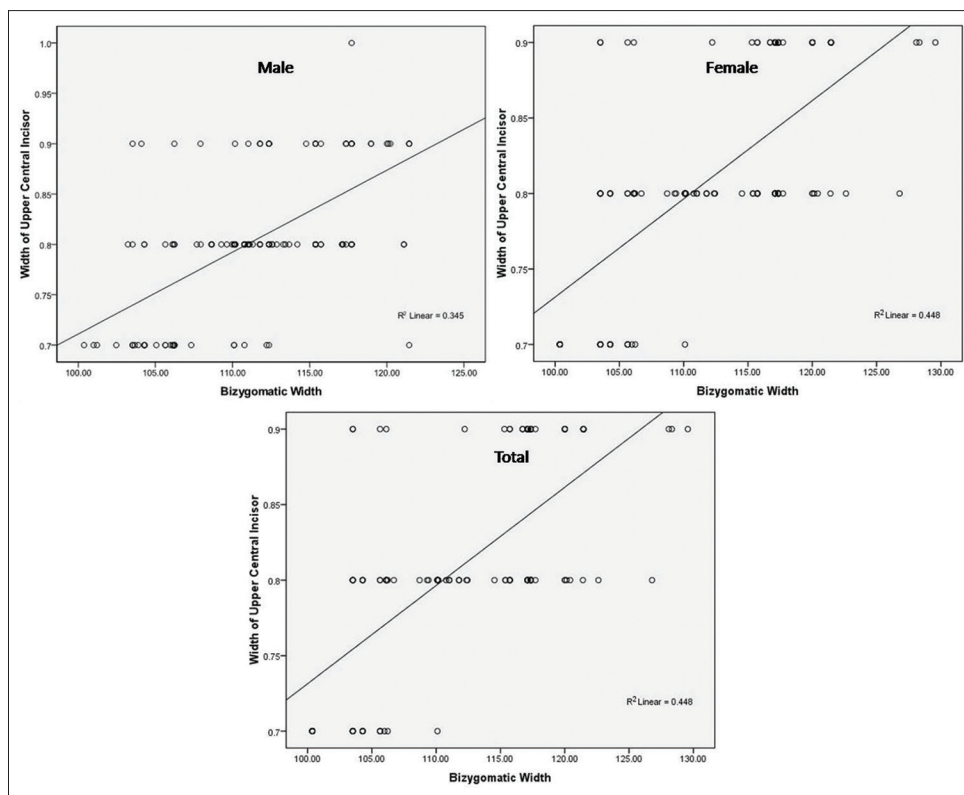 Male
Width of Upper Central Incisor
1.0
0.95
0.9
0.85
0.8
0.75
0.7
R² Linear = 0.345
100.00 105.00 110.00 115.00 120.00 125.00
Bizygomatic Width
Female
Width of Upper Central Incisor
0.9
0.85
0.8
0.75
0.7
R² Linear = 0.448
100.00 105.00 110.00 115.00 120.00 125.00 130.00
Bizygomatic Width
Total
Width of Upper Central Incisor
0.9
0.85
0.8
0.75
0.7
R² Linear = 0.448
100.00 105.00 110.00 115.00 120.00 125.00 130.00
Bizygomatic Width